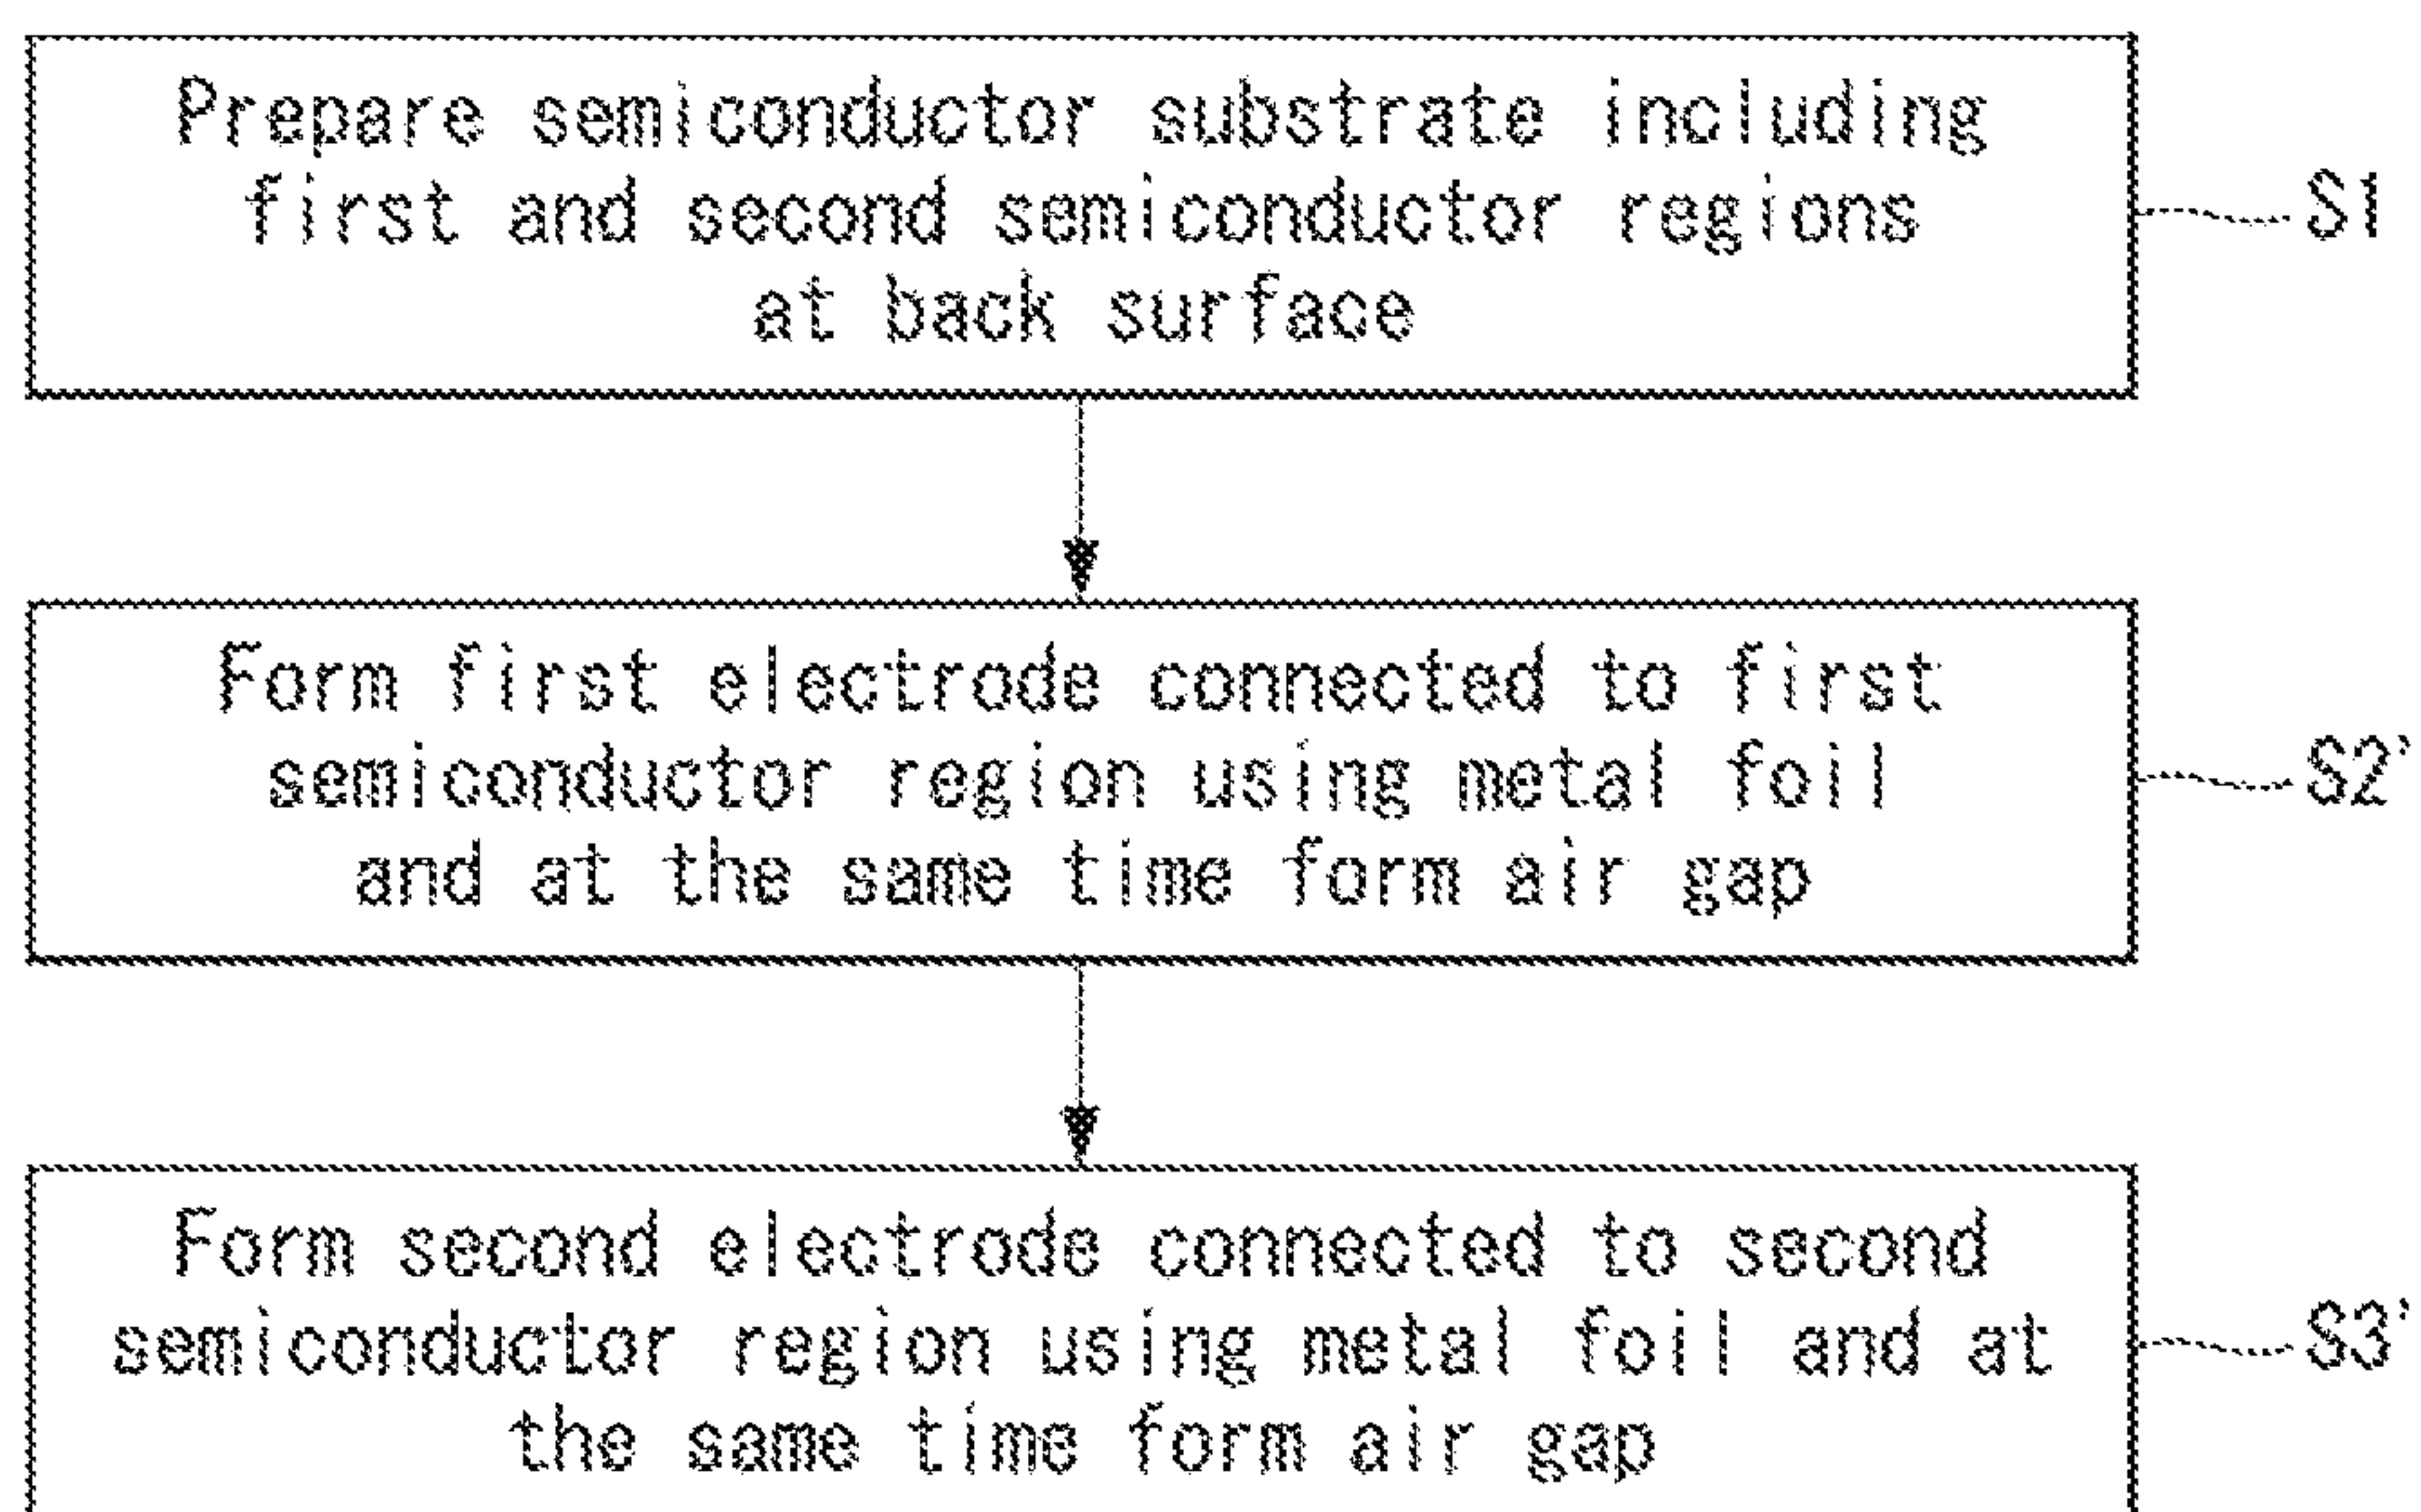 Prepare semiconductor substrate including
first and second semiconductor regions
at back surface
S1
Form first electrode connected to first
semiconductor region using metal foil
and at the same time form air gap
S2'
Form second electrode connected to second
semiconductor region using metal foil and at
the same time form air gap
S3'